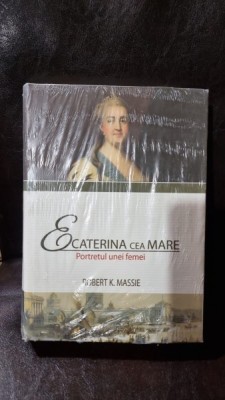 ECATERINA CEA MARE
Portretul unei femei
ROBERT K. MASSIE